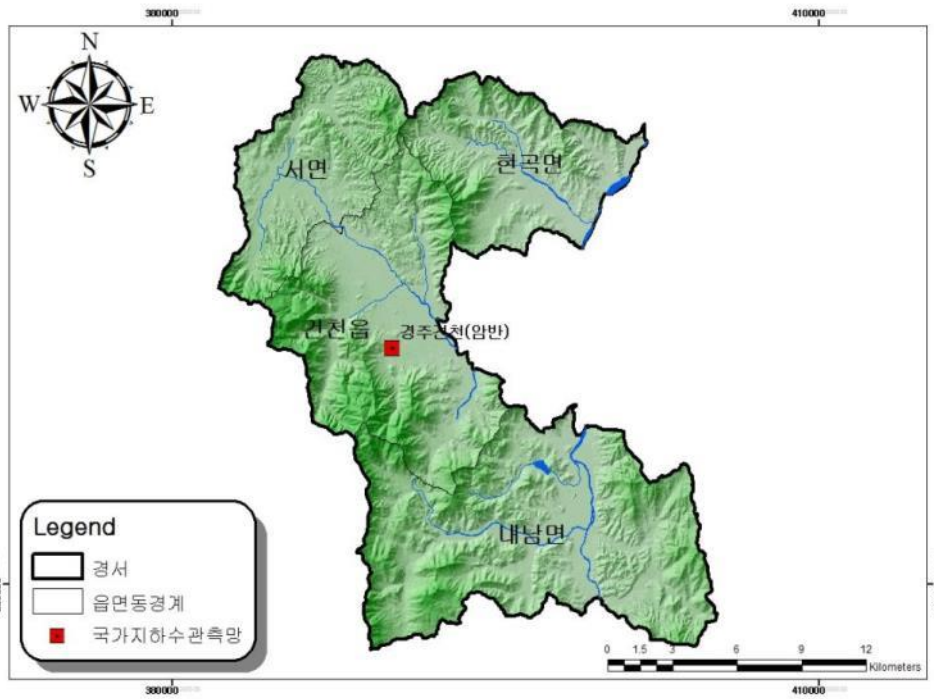 380000
410000
N
W
E
S
서면
현곡면
건천읍
경주건천(암반)
내남면
Legend
경서
읍면동경계
국가지하수관측망
0 1.5 3 6 9 12
Kilometers
380000
410000